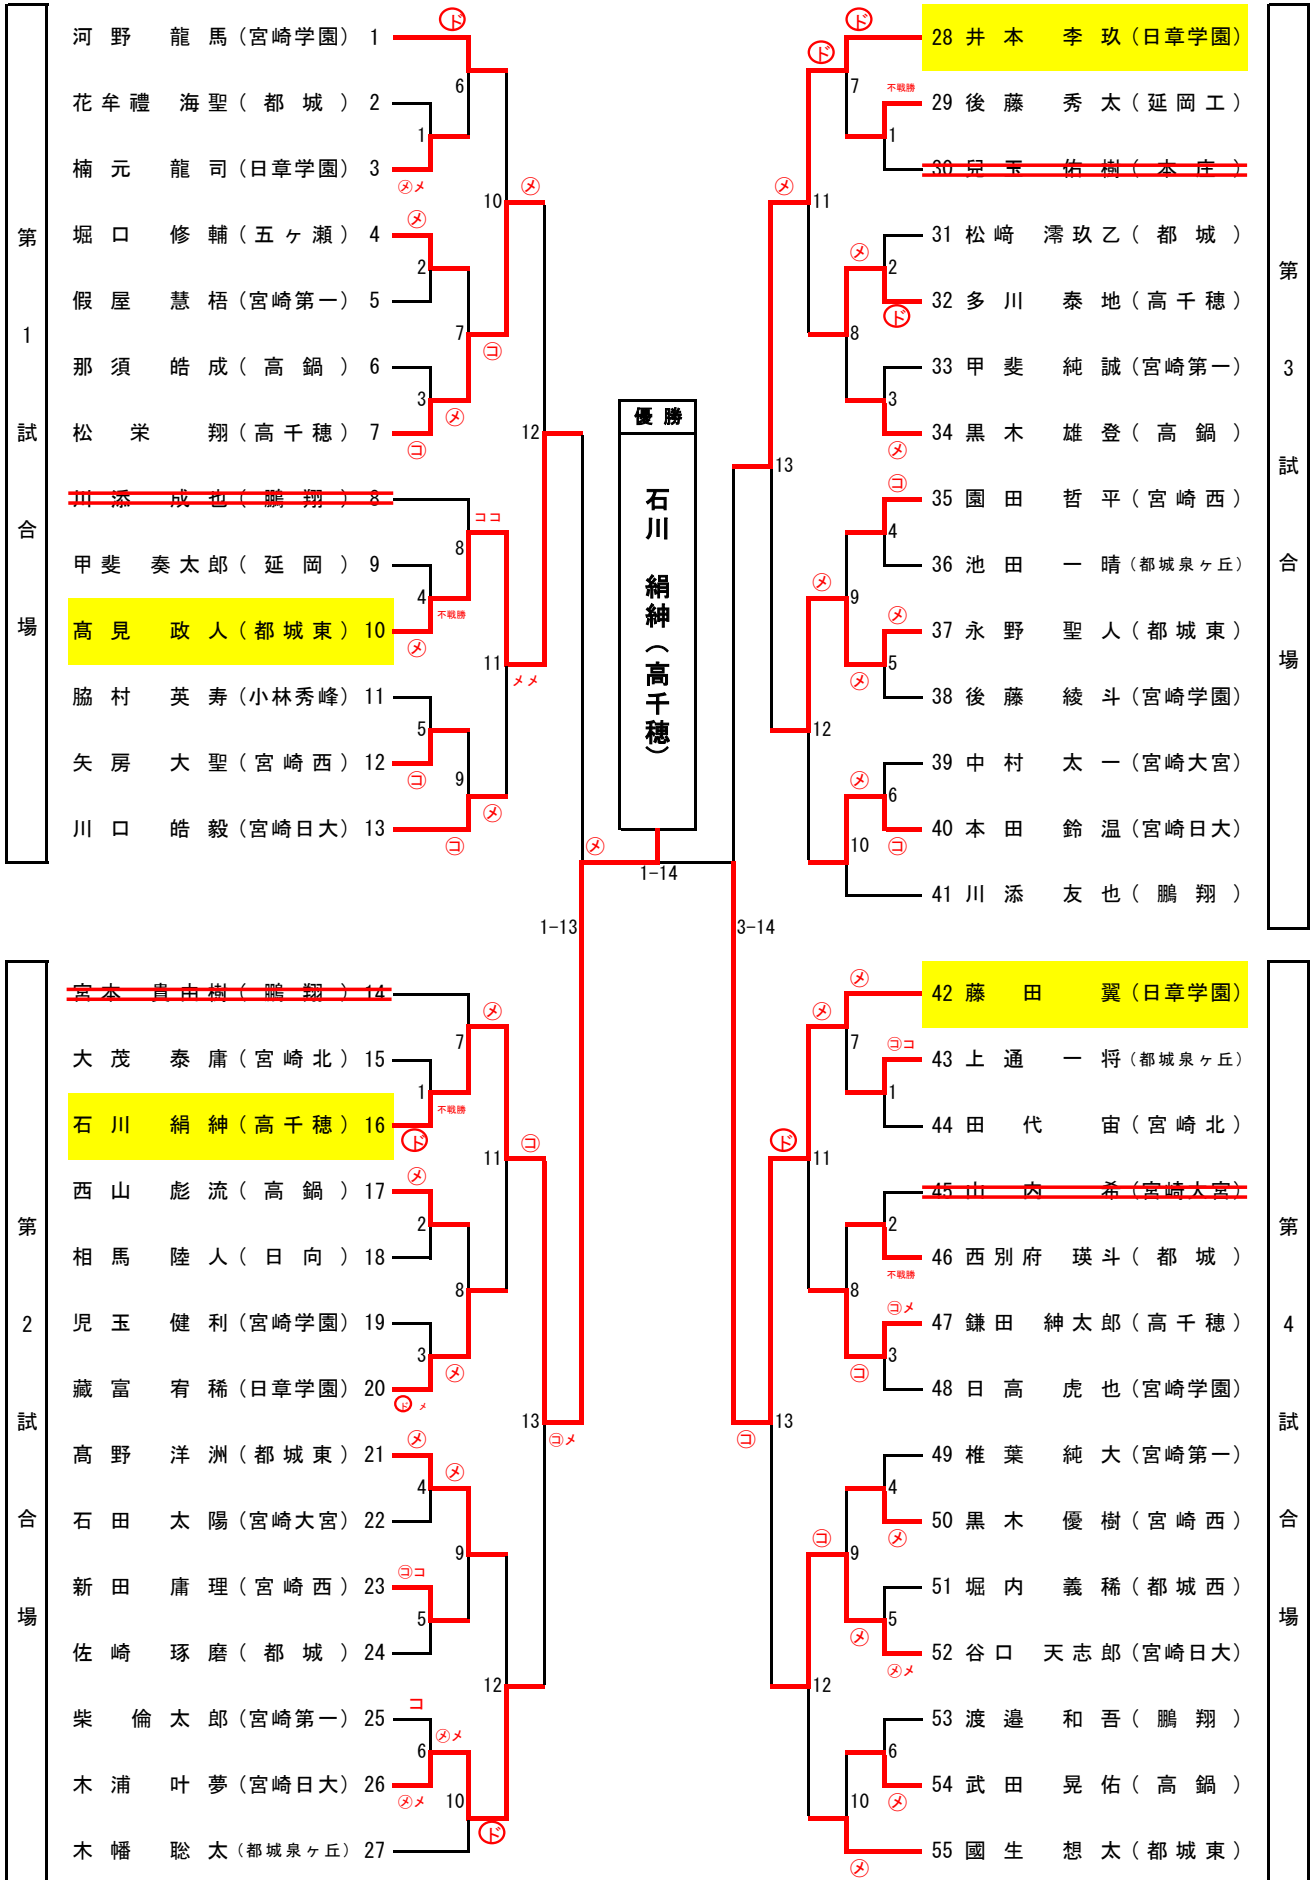 第1試合場
河野 龍馬(宮崎学園) 1
花牟禮 海聖(都城) 2
楠元 龍司(日章学園) 3
堀口 修輔(五ヶ瀬) 4
假屋 慧梧(宮崎第一) 5
那須 皓成(高鍋) 6
松栄 翔(高千穂) 7
川添 成也(鵬翔) 8
甲斐 奏太郎(延岡) 9
髙見 政人(都城東) 10
脇村 英寿(小林秀峰) 11
矢房 大聖(宮崎西) 12
川口 皓毅(宮崎日大) 13
第2試合場
宮本 貴由樹(鵬翔) 14
大茂 泰庸(宮崎北) 15
石川 絹紳(高千穂) 16
西山 彪流(高鍋) 17
相馬 陸人(日向) 18
児玉 健利(宮崎学園) 19
藏富 宥稀(日章学園) 20
髙野 洋洲(都城東) 21
石田 太陽(宮崎大宮) 22
新田 庸理(宮崎西) 23
佐崎 琢磨(都城) 24
柴 倫太郎(宮崎第一) 25
木浦 叶夢(宮崎日大) 26
木幡 聡太(都城泉ヶ丘) 27
優勝
石川 絹紳(高千穂)
1-14
1-13
3-14
第3試合場
28 井本 李玖(日章学園)
29 後藤 秀太(延岡工)
30 兒玉 佑樹(本庄)
31 松﨑 澪玖乙(都城)
32 多川 泰地(高千穂)
33 甲斐 純誠(宮崎第一)
34 黒木 雄登(高鍋)
35 園田 哲平(宮崎西)
36 池田 一晴(都城泉ヶ丘)
37 永野 聖人(都城東)
38 後藤 綾斗(宮崎学園)
39 中村 太一(宮崎大宮)
40 本田 鈴温(宮崎日大)
41 川添 友也(鵬翔)
第4試合場
42 藤田 翼(日章学園)
43 上通 一将(都城泉ヶ丘)
44 田代 宙(宮崎北)
45 山内 希(宮崎大宮)
46 西別府 瑛斗(都城)
47 鎌田 紳太郎(高千穂)
48 日高 虎也(宮崎学園)
49 椎葉 純大(宮崎第一)
50 黒木 優樹(宮崎西)
51 堀内 義稀(都城西)
52 谷口 天志郎(宮崎日大)
53 渡邉 和吾(鵬翔)
54 武田 晃佑(高鍋)
55 國生 想太(都城東)